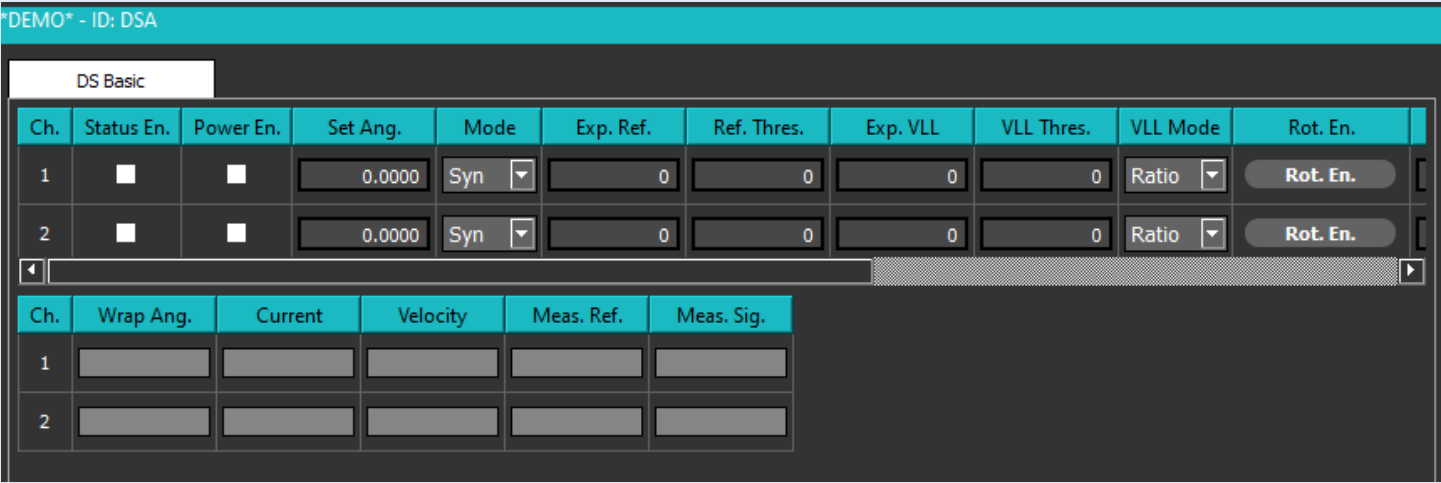 *DEMO* - ID: DSA
DS Basic
Ch. Status En. Power En. Set Ang. Mode Exp. Ref. Ref. Thres. Exp. VLL VLL Thres. VLL Mode Rot. En.
1 0.0000 Syn 0 0 0 0 Ratio Rot. En.
2 0.0000 Syn 0 0 0 0 Ratio Rot. En.
Ch. Wrap Ang. Current Velocity Meas. Ref. Meas. Sig.
1
2